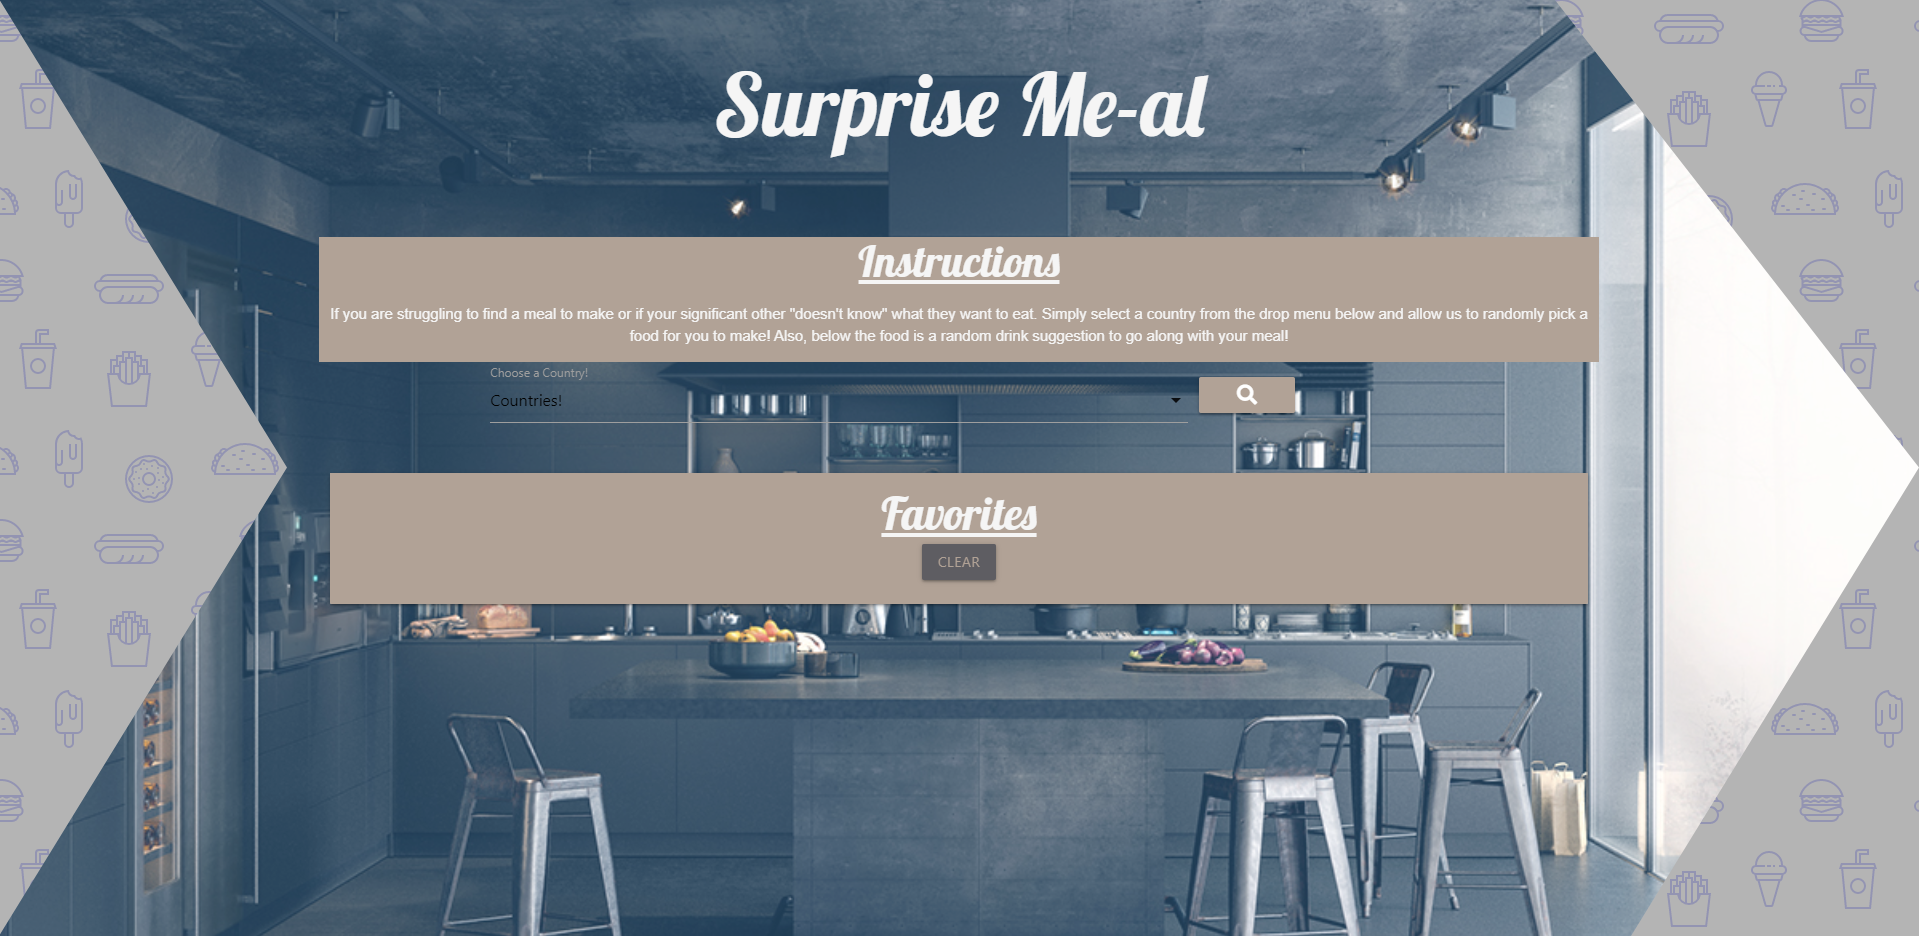 Surprise Me-al
Instructions
If you are struggling to find a meal to make or if your significant other "doesn't know" what they want to eat. Simply select a country from the drop menu below and allow us to randomly pick a
food for you to make! Also, below the food is a random drink suggestion to go along with your meal!
Choose a Country!
Countries!
Favorites
CLEAR